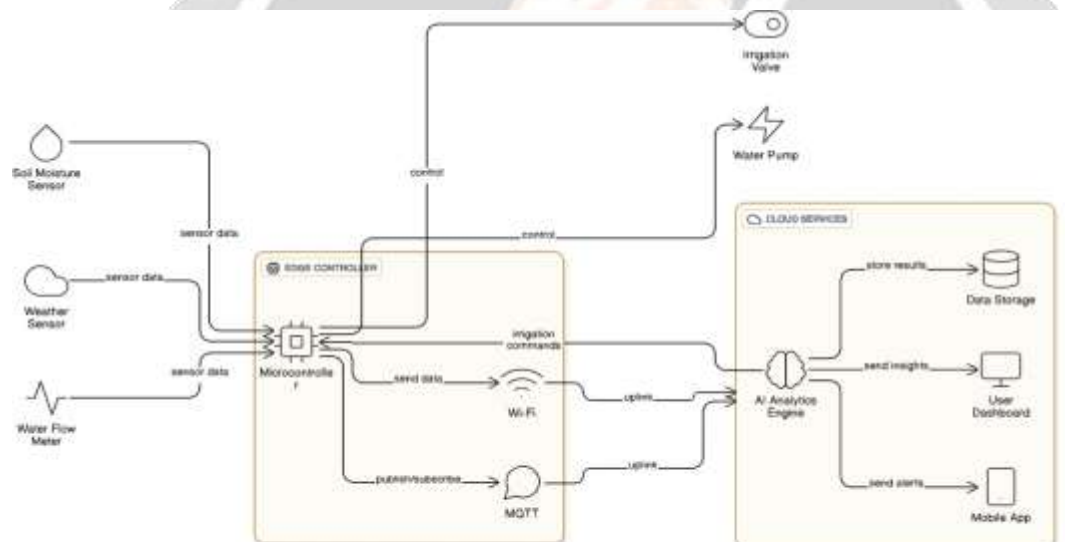 Irrigation
Valve
Water Pump
Soil Moisture
Sensor
control
sensor data
control
CLOUD SERVICES
EDGE CONTROLLER
store results
Data Storage
sensor data
Weather
Sensor
irrigation
commands
Microcontrolle
r
sensor data
send data
Wi-Fi
uplink
AI Analytics
Engine
send insights
User
Dashboard
Water Flow
Meter
publish/subscribe
MQTT
uplink
send alerts
Mobile App